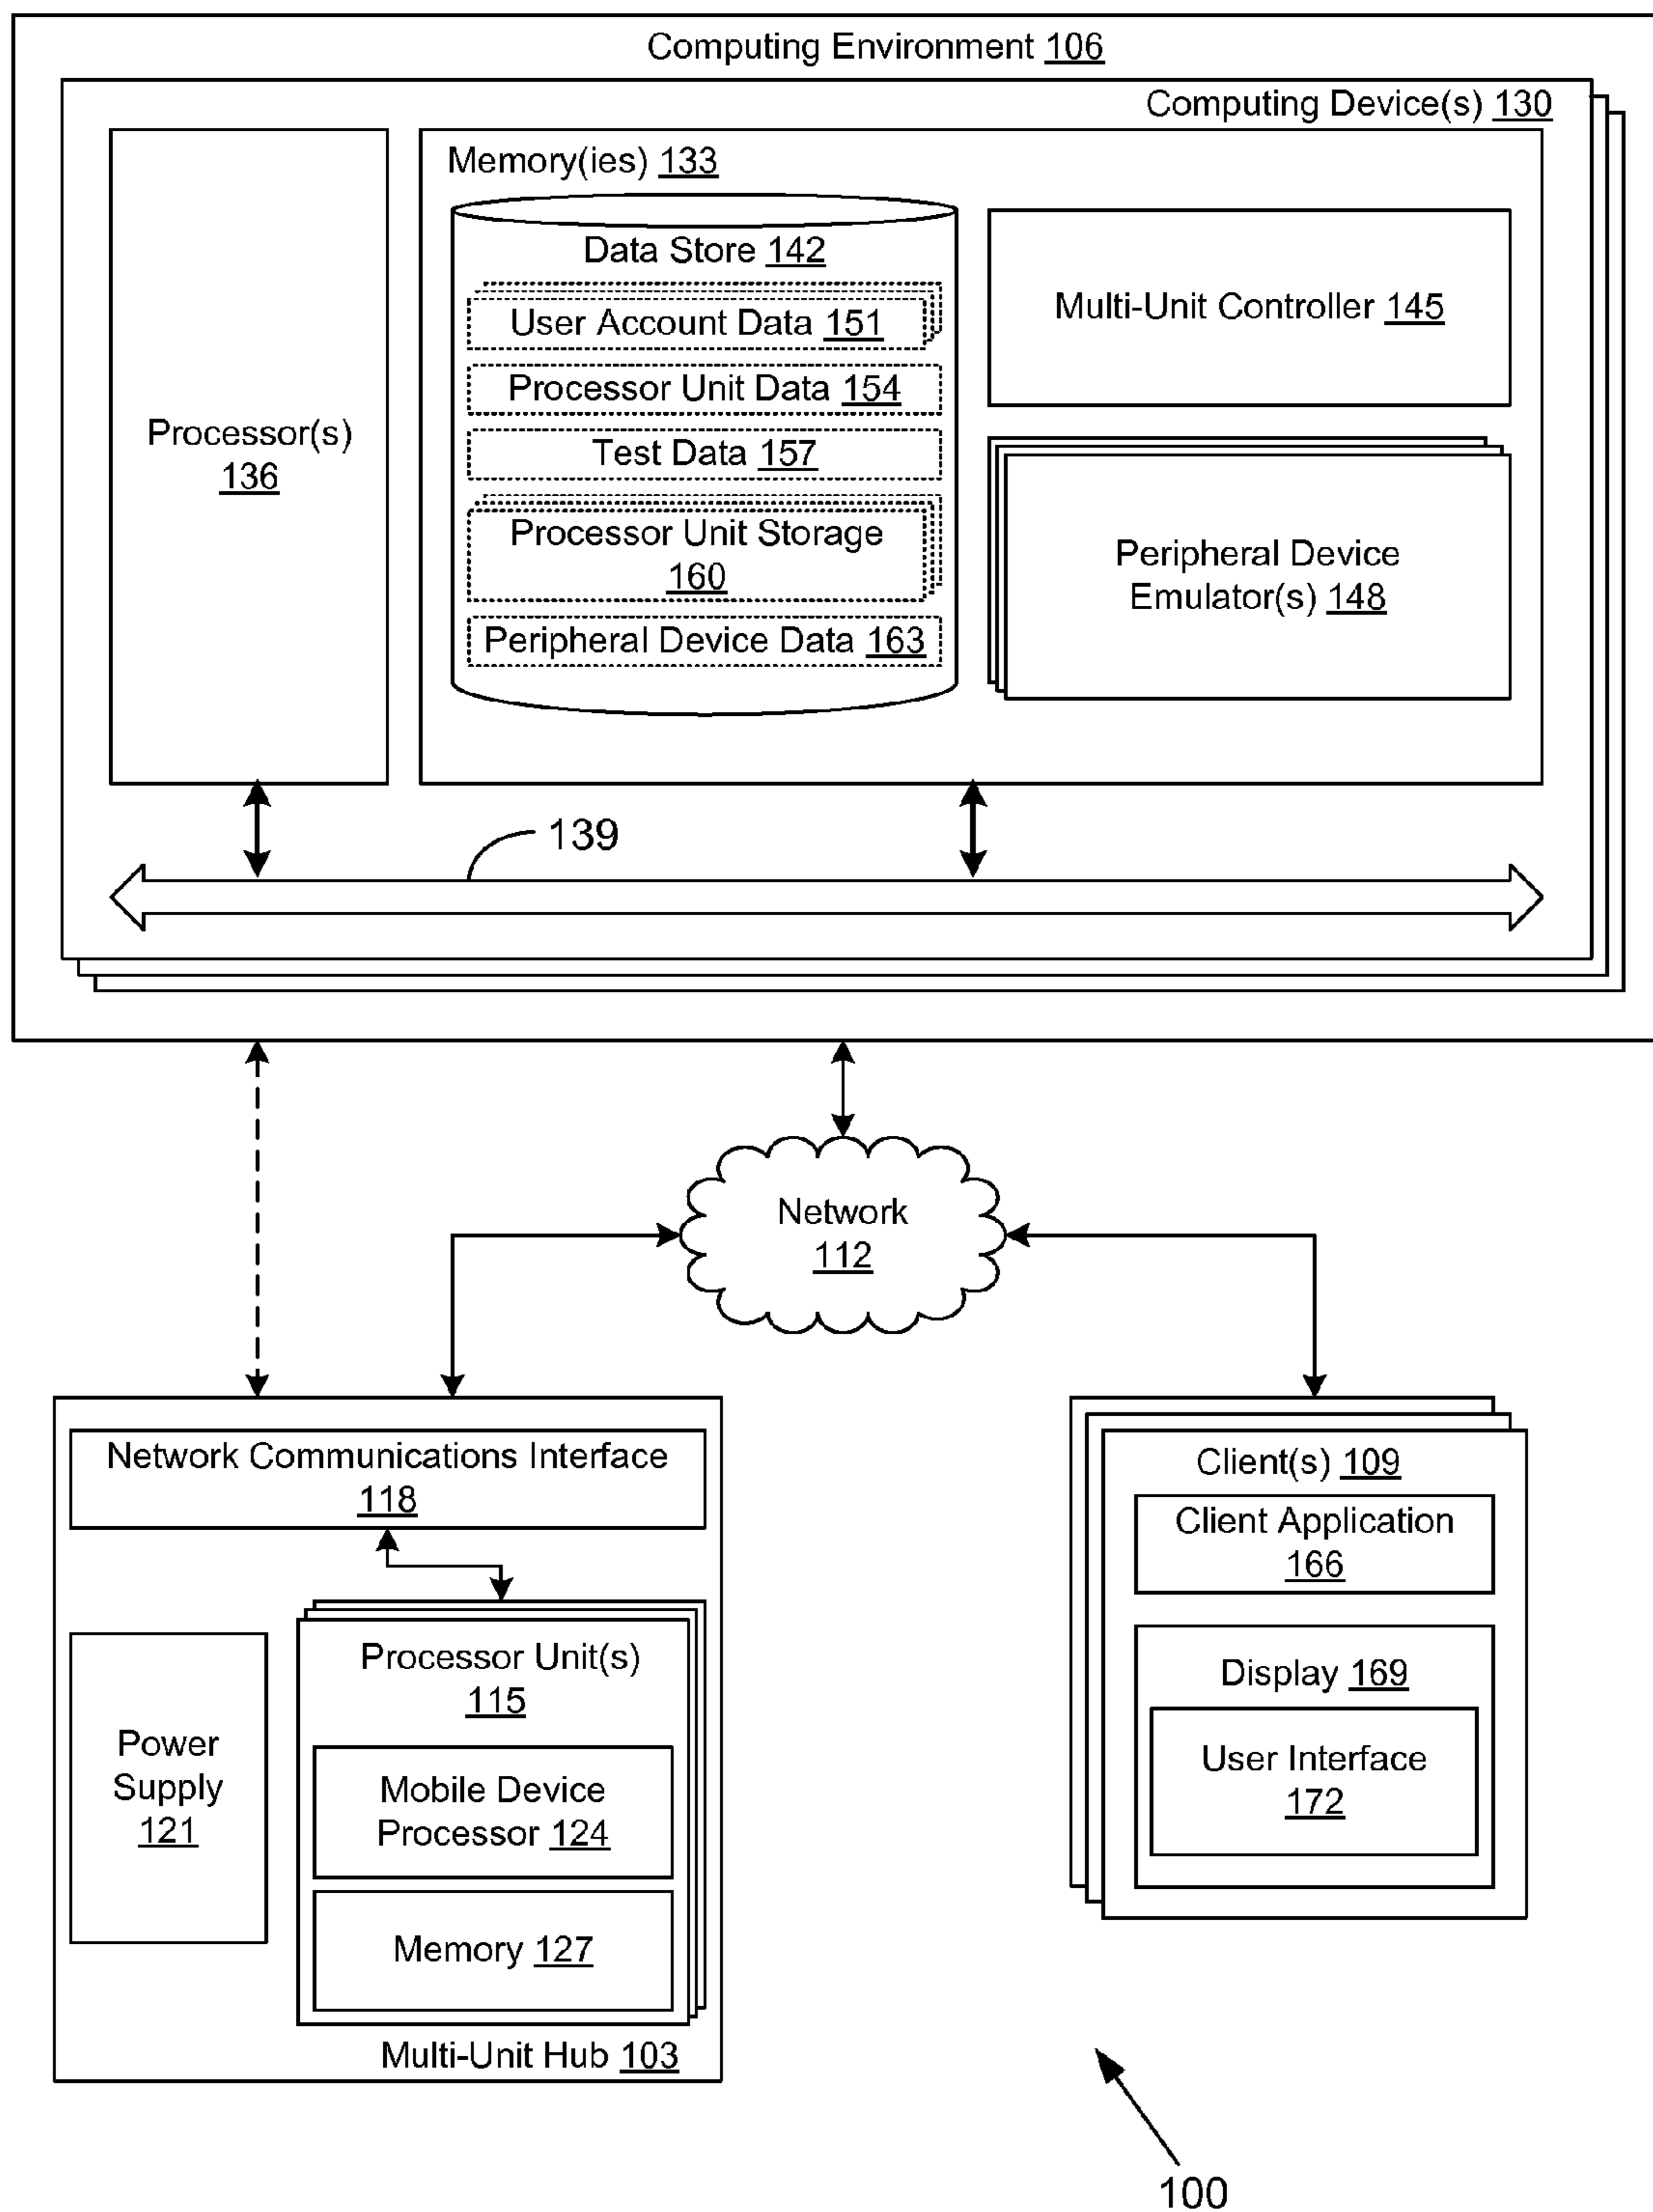 Computing Environment 106
Computing Device(s) 130
Processor(s)
136
Memory(ies) 133
Data Store 142
User Account Data 151
Processor Unit Data 154
Test Data 157
Processor Unit Storage
160
Peripheral Device Data 163
Multi-Unit Controller 145
Peripheral Device
Emulator(s) 148
139
Network
112
Network Communications Interface
118
Power
Supply
121
Processor Unit(s)
115
Mobile Device
Processor 124
Memory 127
Multi-Unit Hub 103
Client(s) 109
Client Application
166
Display 169
User Interface
172
100